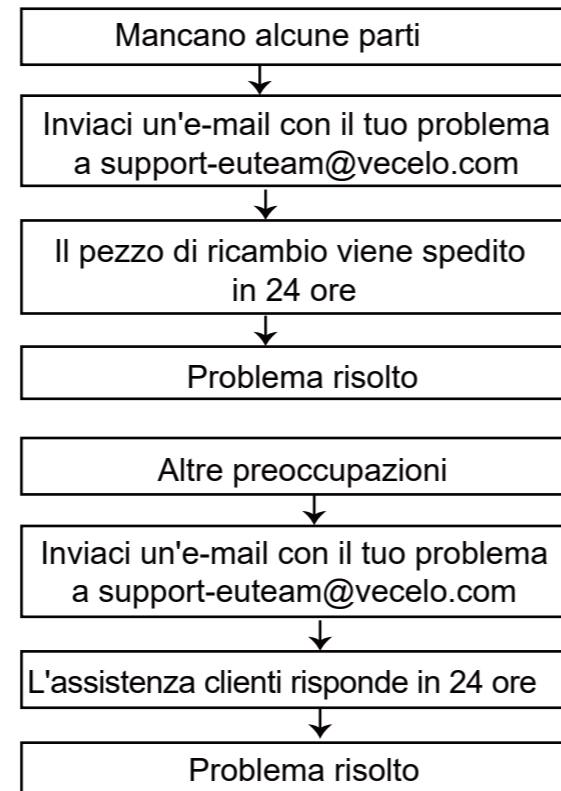 Mancano alcune parti
Inviaci un'e-mail con il tuo problema
a support-euteam@vecelo.com
Il pezzo di ricambio viene spedito
in 24 ore
Problema risolto
Altre preoccupazioni
Inviaci un'e-mail con il tuo problema
a support-euteam@vecelo.com
L'assistenza clienti risponde in 24 ore
Problema risolto